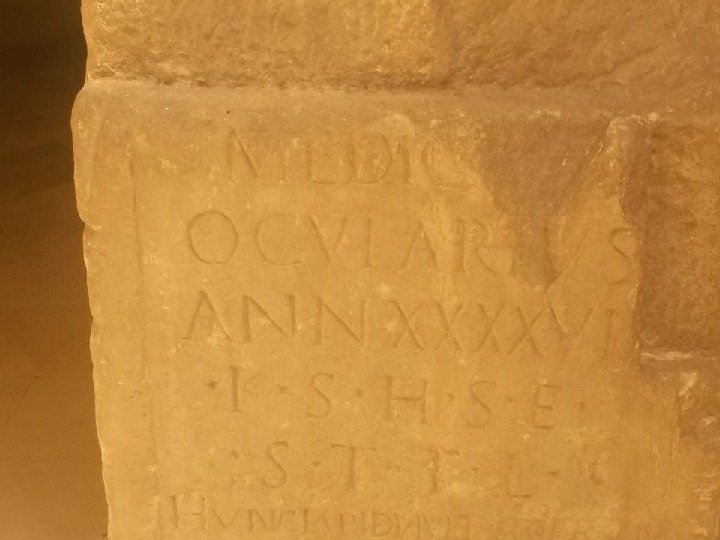 MEDIC
OCVLARIVS
ANNXXXXVI
·K·S·H·S·E·
·S·T·T·L·